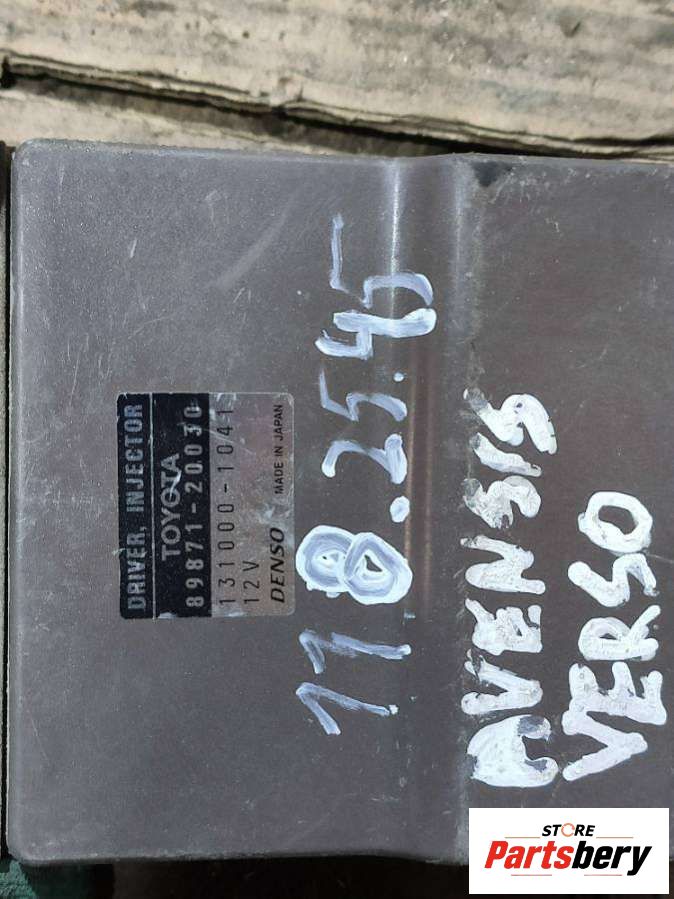 DRIVER, INJECTOR
TOYOTA
89871-20030
131000-1041
12V
DENSO MADE IN JAPAN
118.25.45
AVENSIS
VERSO
STORE
Partsbery